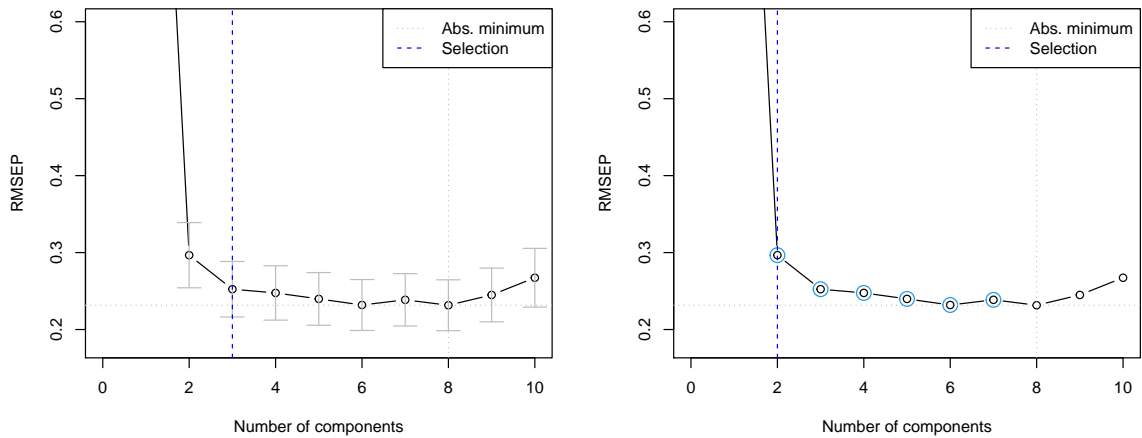 RMSEP
0.6
0.5
0.3
0.2
0 2 4 6 8 10
Number of components
Abs. minimum
Selection
RMSEP
0.6
0.5
0.4
0.3
0.2
0 2 4 6 8 10
Number of components
Abs. minimum
Selection